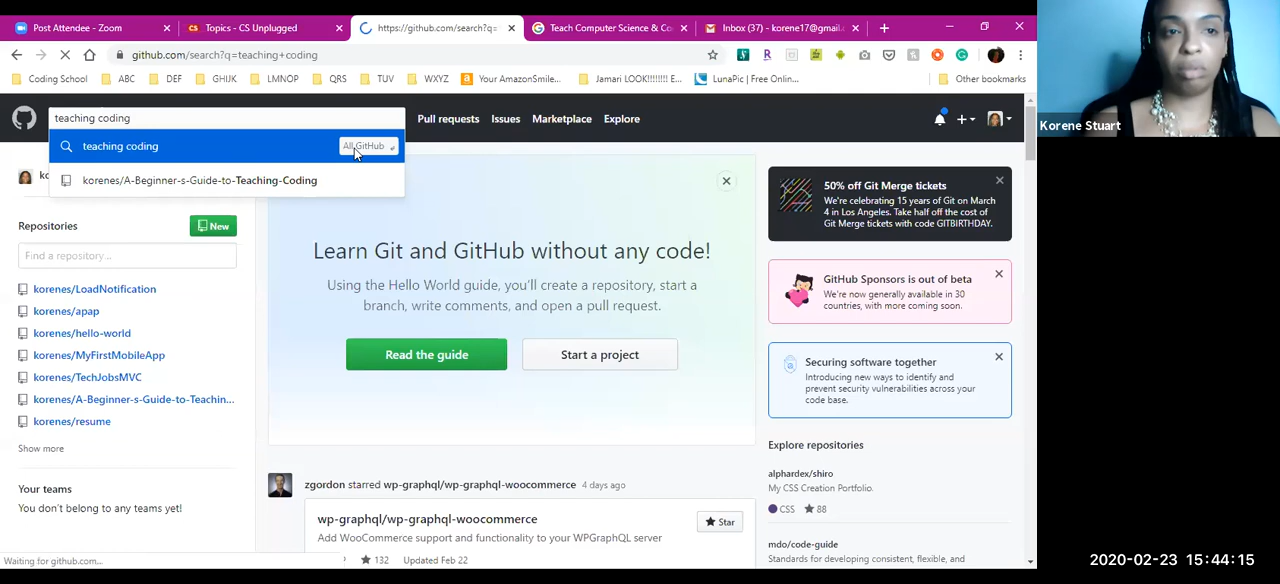 Post Attendee - Zoom
Topics - CS Unplugged
https://github.com/search?q=
Teach Computer Science & Co
Inbox (37) - korene17@gmail.
github.com/search?q=teaching+coding
Coding School
ABC
DEF
GHIJK
LMNOP
QRS
TUV
WXYZ
Your AmazonSmile...
Jamari LOOK!!!!!!!! E...
LunaPic | Free Onlin...
Other bookmarks
teaching coding
Pull requests
Issues
Marketplace
Explore
teaching coding
All GitHub
korenes/A-Beginner-s-Guide-to-Teaching-Coding
Repositories
New
Find a repository...
korenes/LoadNotification
korenes/apap
korenes/hello-world
korenes/MyFirstMobileApp
korenes/TechJobsMVC
korenes/A-Beginner-s-Guide-to-Teachin...
korenes/resume
Show more
Your teams
You don't belong to any teams yet!
Waiting for github.com...
Learn Git and GitHub without any code!
Using the Hello World guide, you'll create a repository, start a
branch, write comments, and open a pull request.
Read the guide
Start a project
zgordon starred wp-graphql/wp-graphql-woocommerce 4 days ago
wp-graphql/wp-graphql-woocommerce
Star
Add WooCommerce support and functionality to your WPGraphQL server
132 Updated Feb 22
50% off Git Merge tickets
We're celebrating 15 years of Git on March
4 in Los Angeles. Take half off the cost of
Git Merge tickets with code GITBIRTHDAY.
GitHub Sponsors is out of beta
We're now generally available in 30
countries, with more coming soon.
Securing software together
Introducing new ways to identify and
prevent security vulnerabilities across your
code base.
Explore repositories
alphardex/shiro
My CSS Creation Portfolio.
CSS 88
mdo/code-guide
Standards for developing consistent, flexible, and
Korene Stuart
2020-02-23 15:44:15